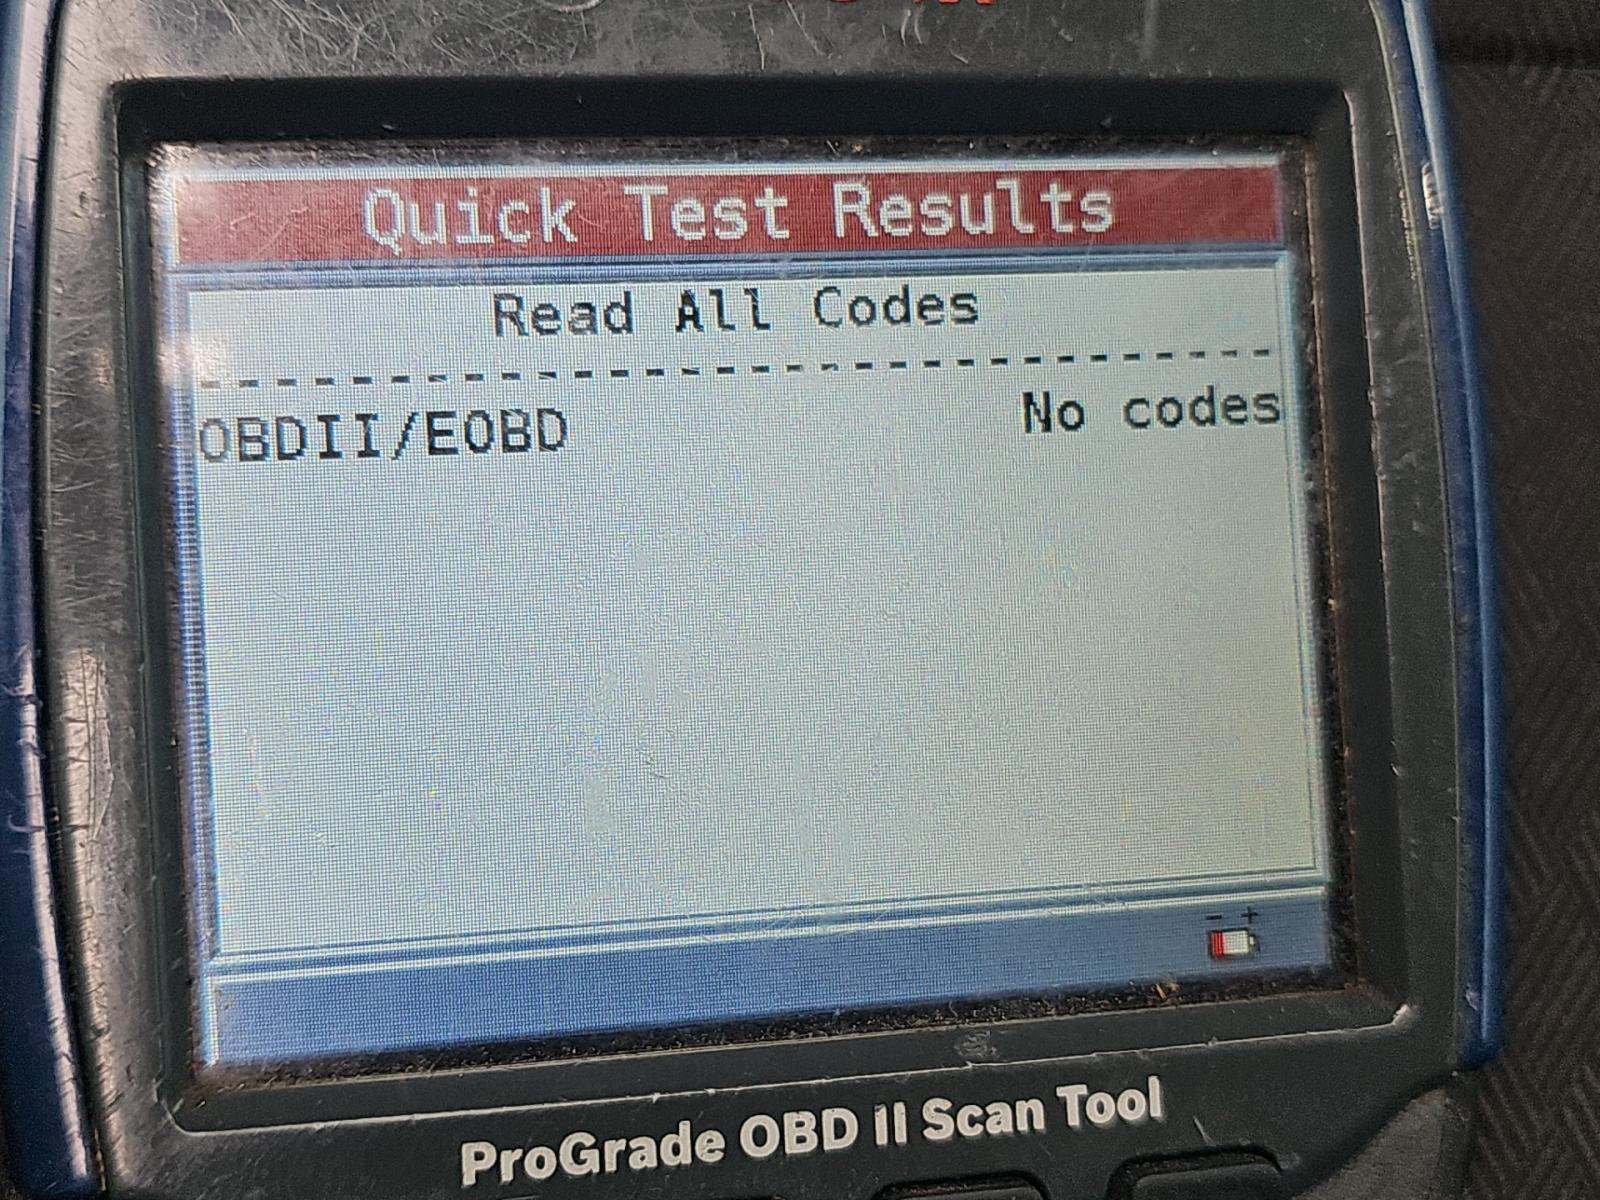 Quick Test Results
Read All Codes
--------------------------------
OBDII/EOBD No codes
- +
ProGrade OBD II Scan Tool